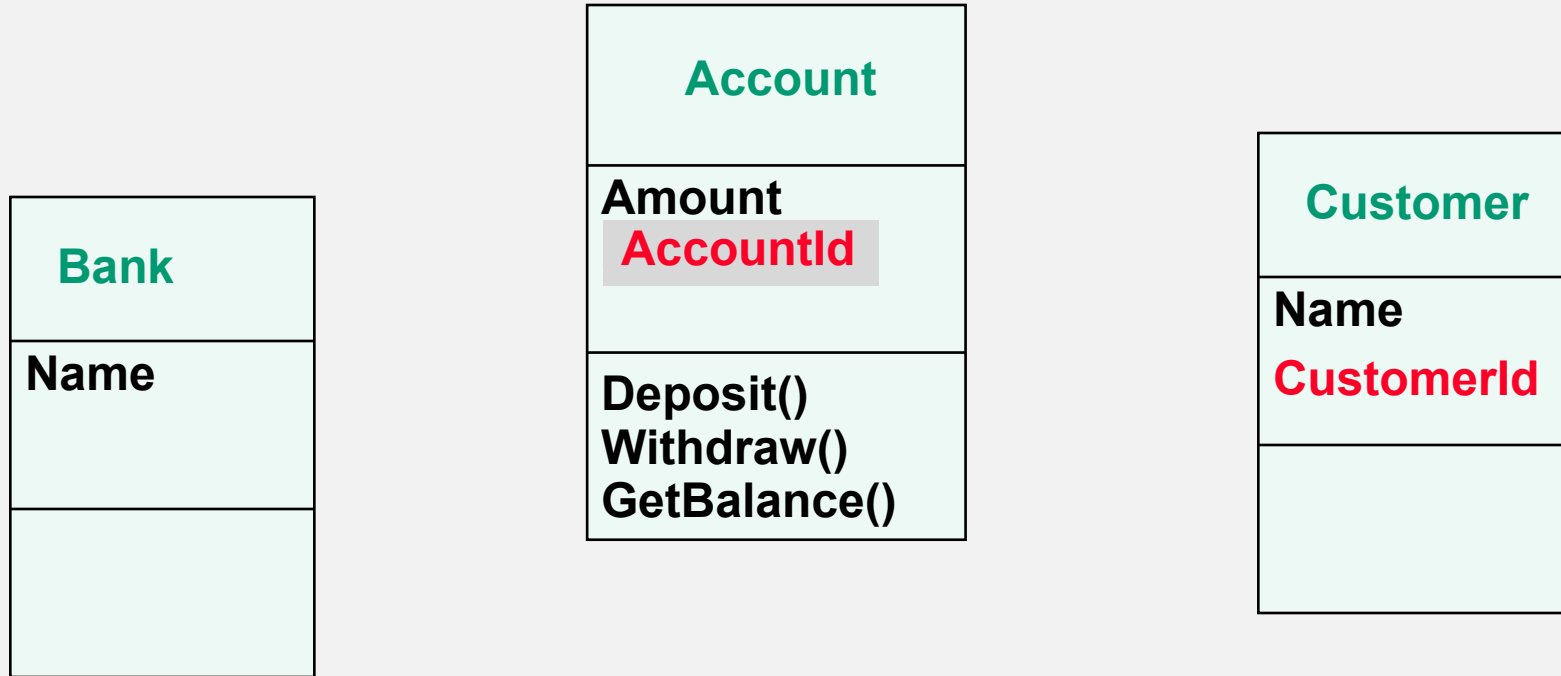 Bank
Name
Account
Amount
AccountId
Deposit()
Withdraw()
GetBalance()
Customer
Name
CustomerId